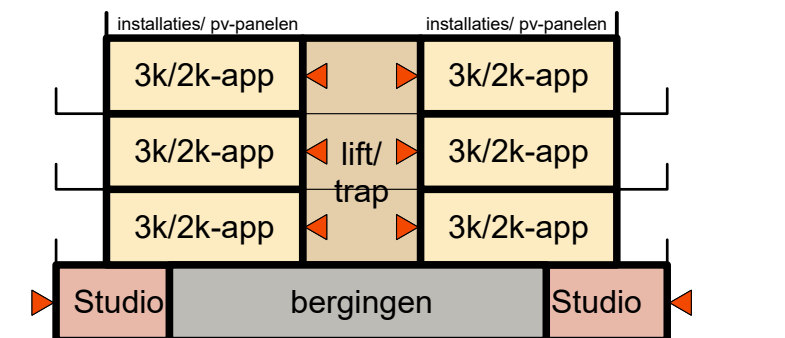 installaties/ pv-panelen
installaties/ pv-panelen
3k/2k-app
3k/2k-app
3k/2k-app
lift/
trap
3k/2k-app
3k/2k-app
3k/2k-app
Studio
bergingen
Studio